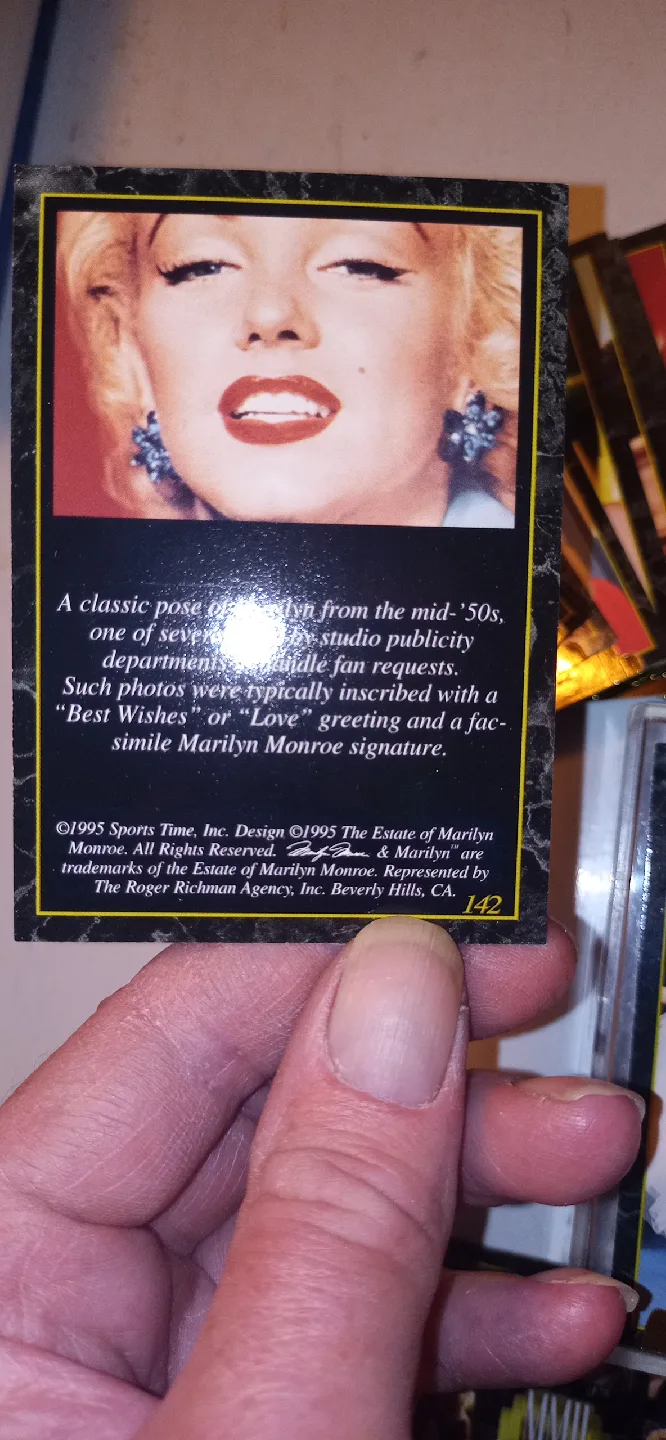 A classic pose of Marilyn from the mid-'50s,
one of several by studio publicity
departments handle fan requests.
Such photos were typically inscribed with a
“Best Wishes” or “Love” greeting and a fac-
simile Marilyn Monroe signature.
©1995 Sports Time, Inc. Design ©1995 The Estate of Marilyn
Monroe. All Rights Reserved. Marilyn Monroe & Marilyn™ are
trademarks of the Estate of Marilyn Monroe. Represented by
The Roger Richman Agency, Inc. Beverly Hills, CA.
142